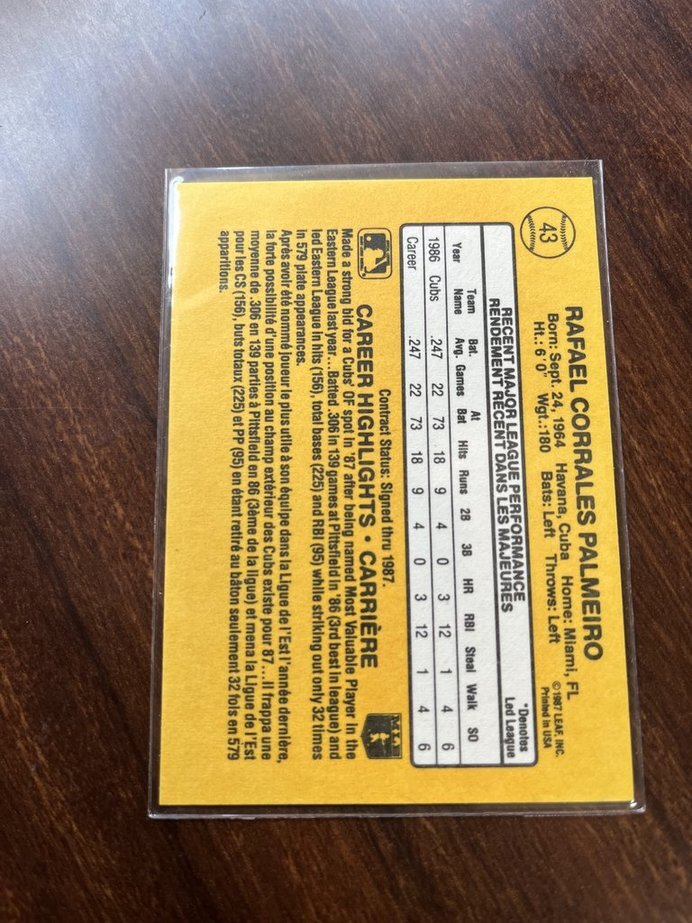 43
RAFAEL CORRALES PALMEIRO
Born: Sept. 24, 1964 Havana, Cuba Home: Miami, FL
Ht.: 6'0" Wgt.: 180 Bats: Left Throws: Left
©1987 LEAF, INC.
Printed in USA
RECENT MAJOR LEAGUE PERFORMANCE
RENDEMENT RÉCENT DANS LES MAJEURES
*Denotes
Led League
Year Team Name Bat. Avg. Games At Bat Hits Runs 2B 3B HR RBI Steal Walk SO
1986 Cubs .247 22 73 18 9 4 0 3 12 1 4 6
Career .247 22 73 18 9 4 0 3 12 1 4 6
Contract Status: Signed thru 1987.
CAREER HIGHLIGHTS • CARRIÈRE
MLA
Made a strong bid for a Cubs' OF spot in '87 after being named Most Valuable Player in the
Eastern League last year...Batted .306 in 139 games at Pittsfield in '86 (3rd best in league) and
led Eastern League in hits (156), total bases (225) and RBI (95) while striking out only 32 times
in 579 plate appearances.
Après avoir été nommé joueur le plus utile à son équipe dans la Ligue de l'Est l'année dernière,
la forte possibilité d'une position au champ extérieur des Cubs existe pour 87...Il frappa une
moyenne de .306 en 139 parties à Pittsfield en 86 (3ème de la ligue) et mena la Ligue de l'Est
pour les CS (156), buts totaux (225) et PP (95) en étant retiré au bâton seulement 32 fois en 579
apparitions.